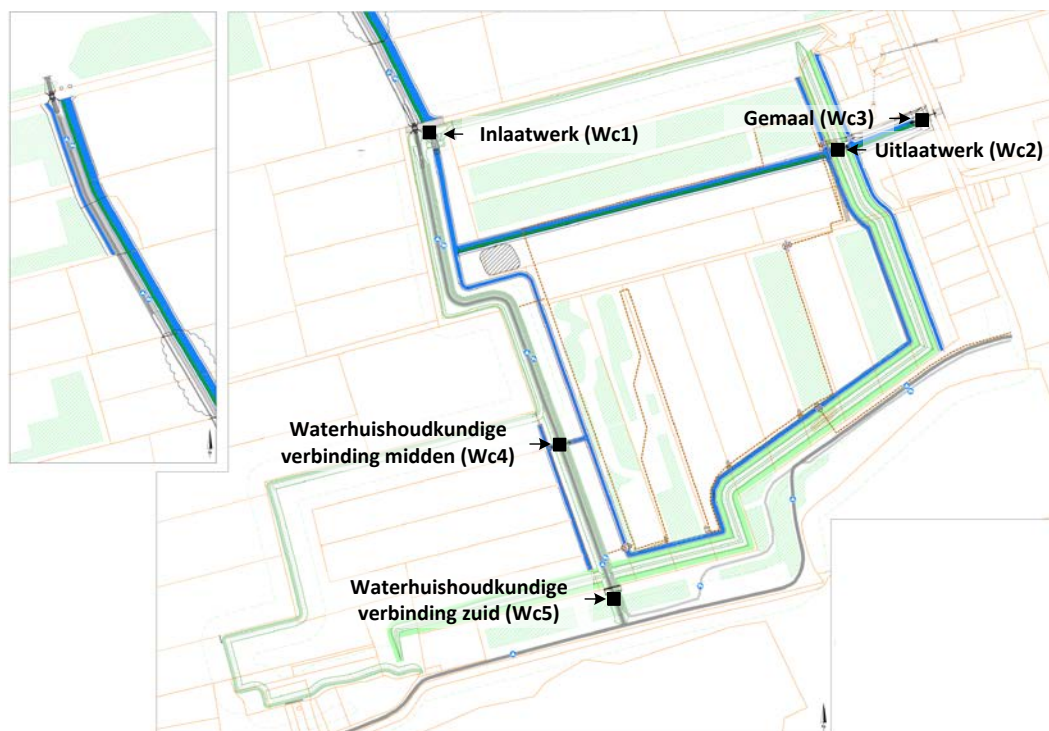 Inlaatwerk (Wc1)
Gemaal (Wc3)
Uitlaatwerk (Wc2)
Waterhuishoudkundige
verbinding midden (Wc4)
Waterhuishoudkundige
verbinding zuid (Wc5)